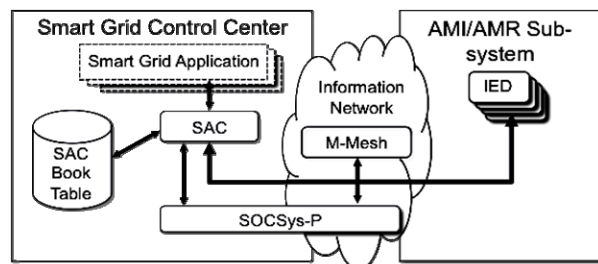 Smart Grid Control Center
Smart Grid Application
SAC
SAC
Book
Table
SOCSys-P
Information
Network
M-Mesh
AMI/AMR Sub-
system
IED